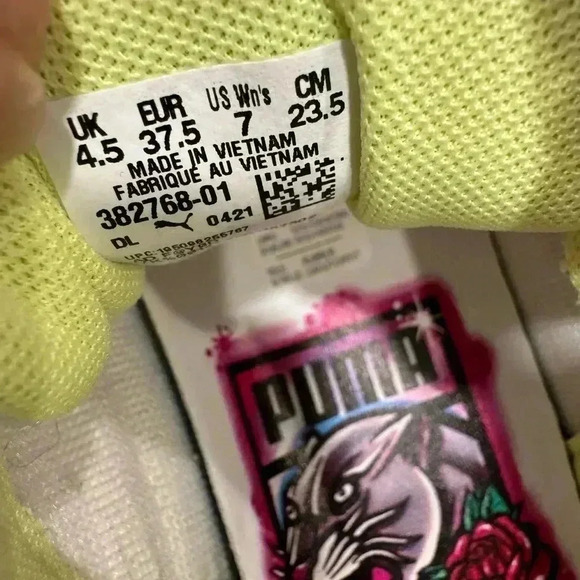 UK EUR US Wn's CM
4.5 37.5 7 23.5
MADE IN VIETNAM
FABRIQUÉ AU VIETNAM
382768-01
DL 0421
PUMA